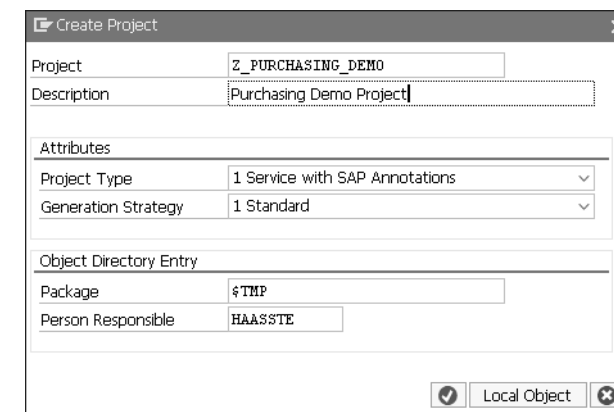 Create Project
Project Z_PURCHASING_DEMO
Description Purchasing Demo Project
Attributes
Project Type 1 Service with SAP Annotations
Generation Strategy 1 Standard
Object Directory Entry
Package $TMP
Person Responsible HAASSTE
Local Object